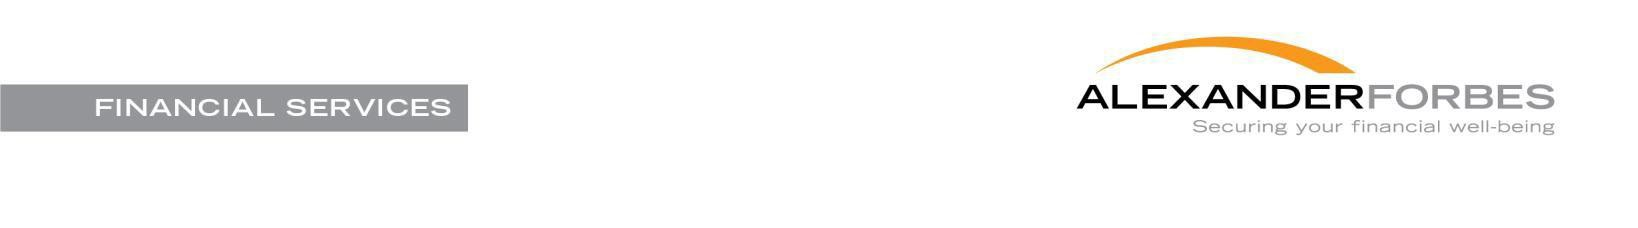 FINANCIAL SERVICES
ALEXANDERFORBES
Securing your financial well-being